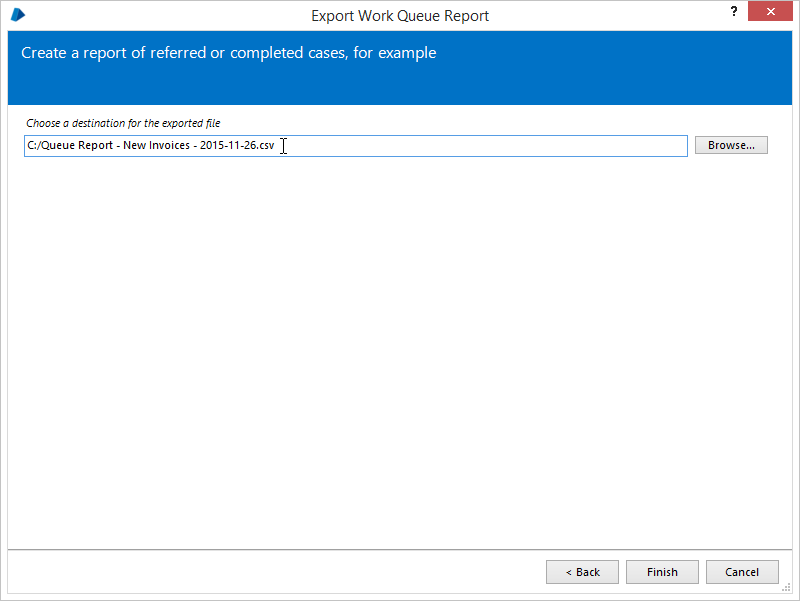 Export Work Queue Report
?
Create a report of referred or completed cases, for example
Choose a destination for the exported file
C:/Queue Report - New Invoices - 2015-11-26.csv
Browse...
< Back
Finish
Cancel